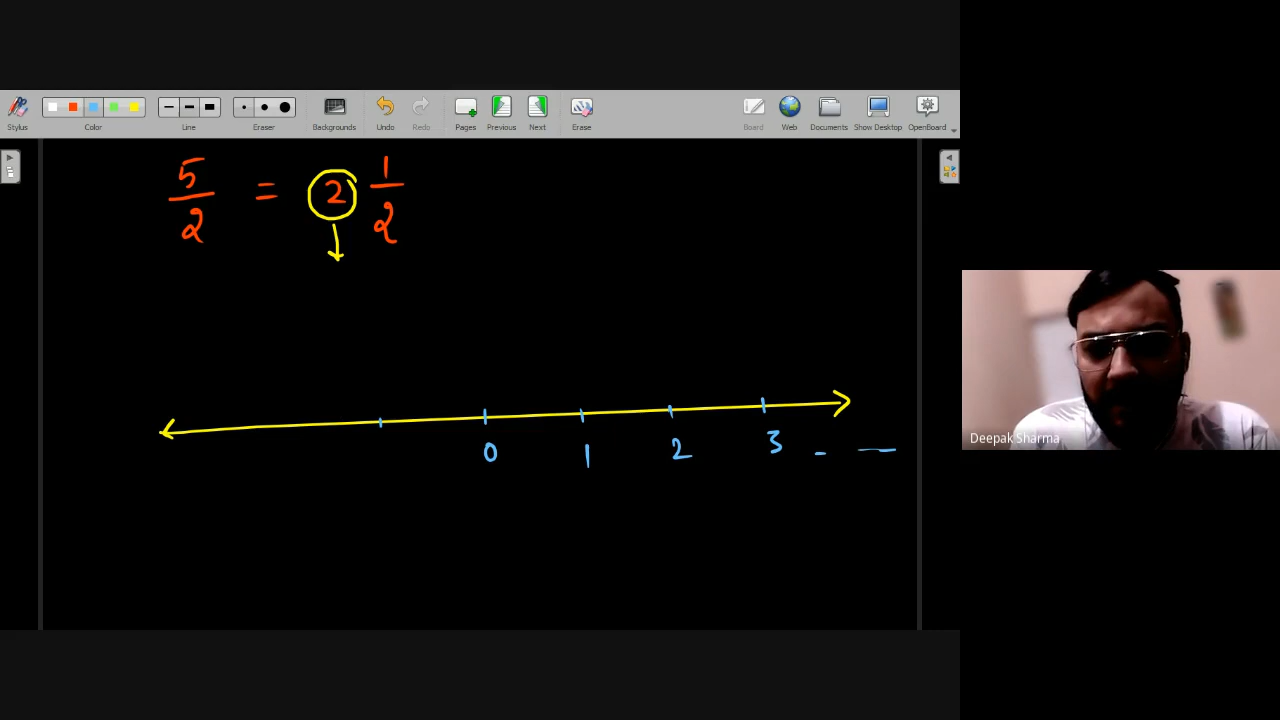 Stylus Color Line Eraser Backgrounds Undo Redo Pages Previous Next Erase Board Web Documents Show Desktop OpenBoard
5/2 = 2 1/2
0 1 2 3 . —
Deepak Sharma